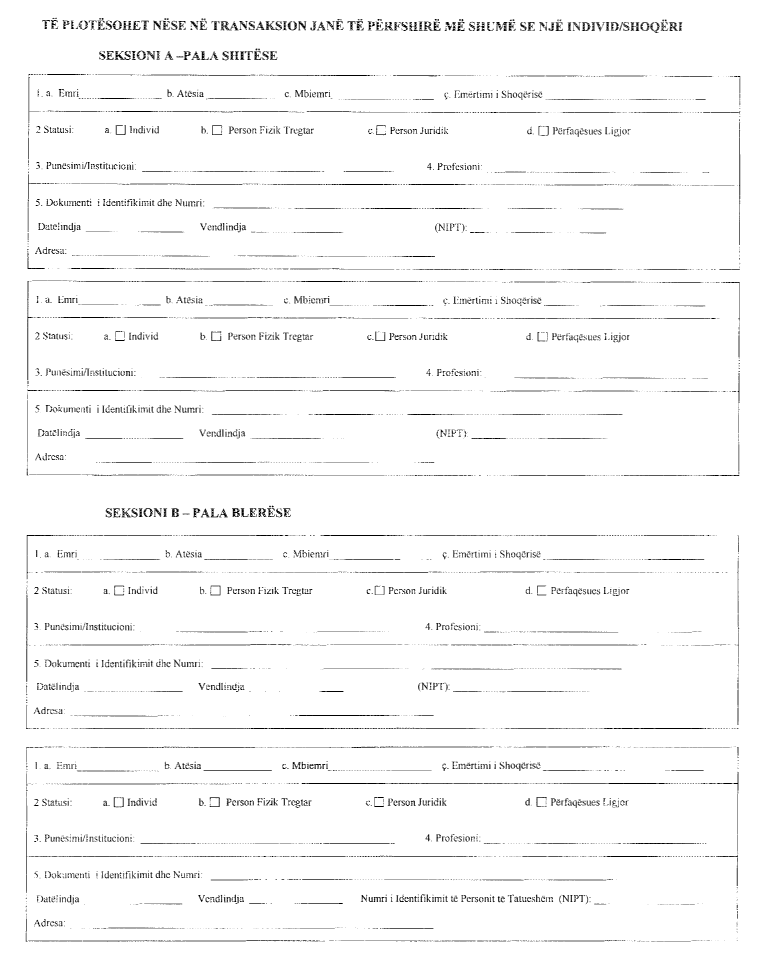 TË PLOTËSOHET NËSE NË TRANSAKSION JANË TË PËRFSHIRË MË SHUMË SE NJË INDIVID/SHOQËRI
SEKSIONI A –PALA SHITËSE
1. a. Emri b. Atësia c. Mbiemri ç. Emërtimi i Shoqërisë
2 Statusi: a. ☐ Individ b. ☐ Person Fizik Tregtar c. ☐ Person Juridik d. ☐ Përfaqësues Ligjor
3. Punësimi/Institucioni: 4. Profesioni:
5. Dokumenti i Identifikimit dhe Numri:
Datëlindja Vendlindja (NIPT):
Adresa:
1. a. Emri b. Atësia c. Mbiemri ç. Emërtimi i Shoqërisë
2 Statusi: a. ☐ Individ b. ☐ Person Fizik Tregtar c. ☐ Person Juridik d. ☐ Përfaqësues Ligjor
3. Punësimi/Institucioni: 4. Profesioni:
5. Dokumenti i Identifikimit dhe Numri:
Datëlindja Vendlindja (NIPT):
Adresa:
SEKSIONI B – PALA BLERËSE
1. a. Emri b. Atësia c. Mbiemri ç. Emërtimi i Shoqërisë
2 Statusi: a. ☐ Individ b. ☐ Person Fizik Tregtar c. ☐ Person Juridik d. ☐ Përfaqësues Ligjor
3. Punësimi/Institucioni: 4. Profesioni:
5. Dokumenti i Identifikimit dhe Numri:
Datëlindja Vendlindja (NIPT):
Adresa:
1. a. Emri b. Atësia c. Mbiemri ç. Emërtimi i Shoqërisë
2 Statusi: a. ☐ Individ b. ☐ Person Fizik Tregtar c. ☐ Person Juridik d. ☐ Përfaqësues Ligjor
3. Punësimi/Institucioni: 4. Profesioni:
5. Dokumenti i Identifikimit dhe Numri:
Datëlindja Vendlindja Numri i Identifikimit të Personit të Tatueshëm (NIPT):
Adresa: